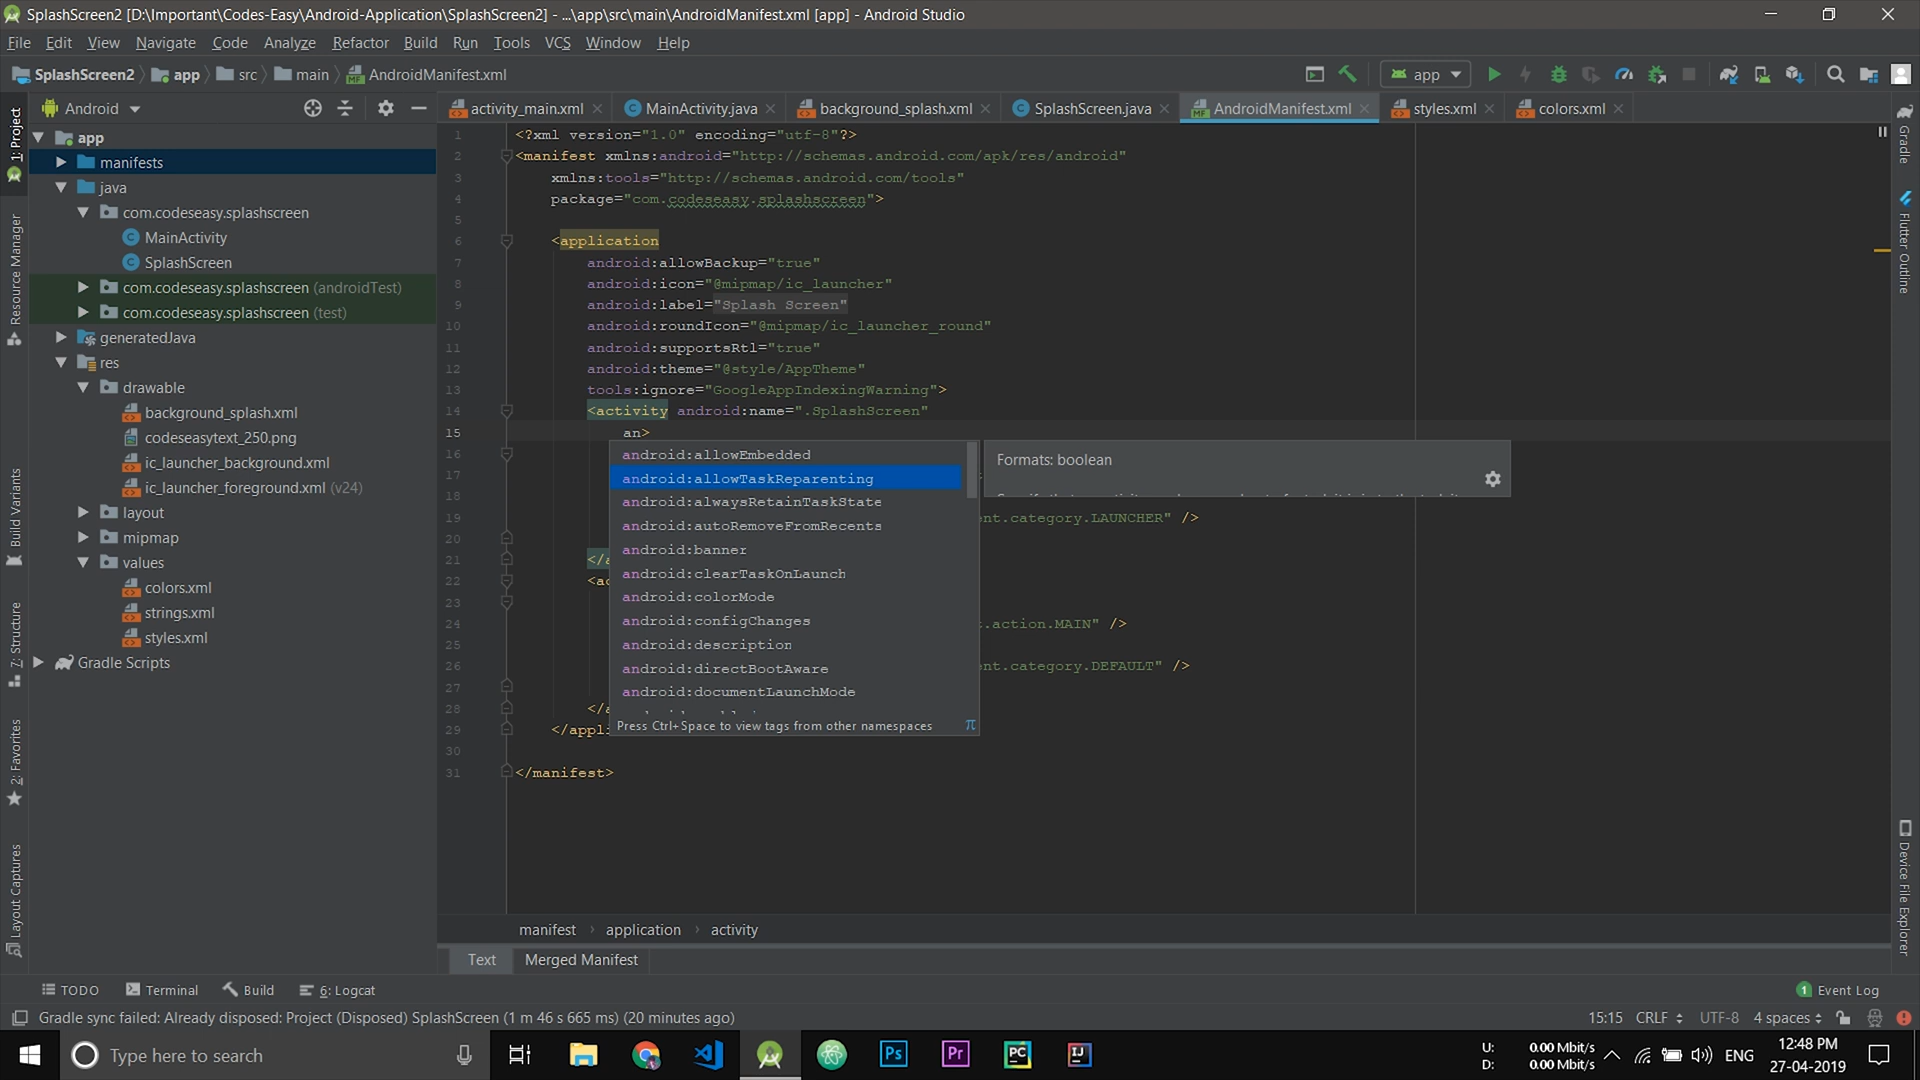 SplashScreen2 [D:\Important\Codes-Easy\Android-Application\SplashScreen2] - ...\app\src\main\AndroidManifest.xml [app] - Android Studio
File Edit View Navigate Code Analyze Refactor Build Run Tools VCS Window Help
SplashScreen2 app src main AndroidManifest.xml app
Android
activity_main.xml MainActivity.java background_splash.xml SplashScreen.java AndroidManifest.xml styles.xml colors.xml
1: Project
Resource Manager
Build Variants
7: Structure
2: Favorites
Layout Captures
app
manifests
java
com.codeseasy.splashscreen
MainActivity
SplashScreen
com.codeseasy.splashscreen (androidTest)
com.codeseasy.splashscreen (test)
generatedJava
res
drawable
background_splash.xml
codeseasytext_250.png
ic_launcher_background.xml
ic_launcher_foreground.xml (v24)
layout
mipmap
values
colors.xml
strings.xml
styles.xml
Gradle Scripts
1 <?xml version="1.0" encoding="utf-8"?>
2 <manifest xmlns:android="http://schemas.android.com/apk/res/android"
3 xmlns:tools="http://schemas.android.com/tools"
4 package="com.codeseasy.splashscreen">
5
6 <application
7 android:allowBackup="true"
8 android:icon="@mipmap/ic_launcher"
9 android:label="Splash Screen"
10 android:roundIcon="@mipmap/ic_launcher_round"
11 android:supportsRtl="true"
12 android:theme="@style/AppTheme"
13 tools:ignore="GoogleAppIndexingWarning">
14 <activity android:name=".SplashScreen"
15 an>
16
17
18
19 nt.category.LAUNCHER" />
20
21 </a
22 <ac
23
24 .action.MAIN" />
25
26 nt.category.DEFAULT" />
27
28 </a
29 </appli
30
31 </manifest>
android:allowEmbedded
android:allowTaskReparenting
android:alwaysRetainTaskState
android:autoRemoveFromRecents
android:banner
android:clearTaskOnLaunch
android:colorMode
android:configChanges
android:description
android:directBootAware
android:documentLaunchMode
Press Ctrl+Space to view tags from other namespaces π
Formats: boolean
Gradle
Flutter Outline
Device File Explorer
manifest application activity
Text Merged Manifest
TODO Terminal Build 6: Logcat 1 Event Log
Gradle sync failed: Already disposed: Project (Disposed) SplashScreen (1 m 46 s 665 ms) (20 minutes ago) 15:15 CRLF UTF-8 4 spaces
Type here to search Ps Pr PC IJ
U: 0.00 Mbit/s
D: 0.00 Mbit/s
ENG
12:48 PM
27-04-2019